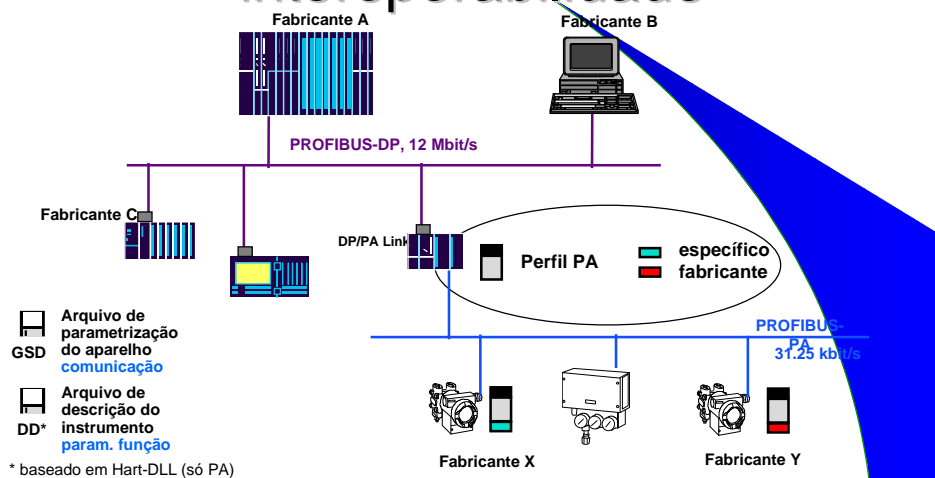 Interoperabilidade
Fabricante A
Fabricante B
PROFIBUS-DP, 12 Mbit/s
Fabricante C
DP/PA Link
Perfil PA
específico
fabricante
PROFIBUS-
PA
31.25 kbit/s
Arquivo de
parametrização
GSD do aparelho
comunicação
Arquivo de
descrição do
DD* instrumento
param. função
Fabricante X
Fabricante Y
* baseado em Hart-DLL (só PA)